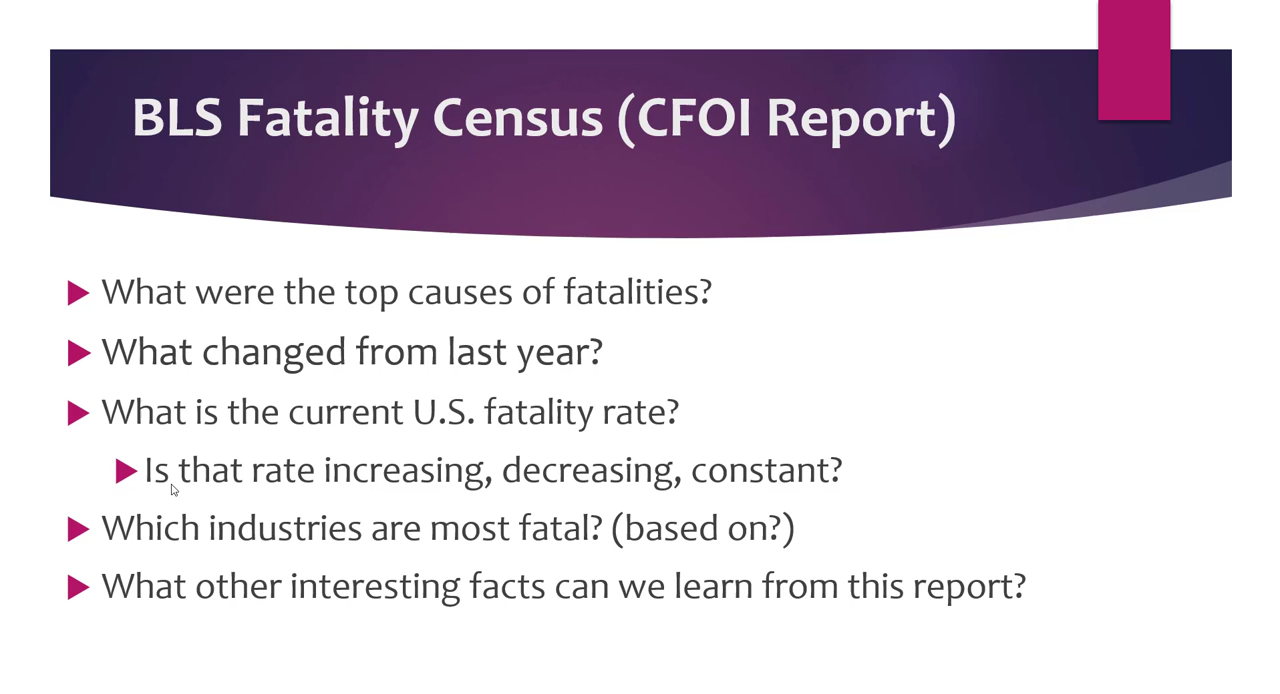 BLS Fatality Census (CFOI Report)
What were the top causes of fatalities?
What changed from last year?
What is the current U.S. fatality rate?
Is that rate increasing, decreasing, constant?
Which industries are most fatal? (based on?)
What other interesting facts can we learn from this report?